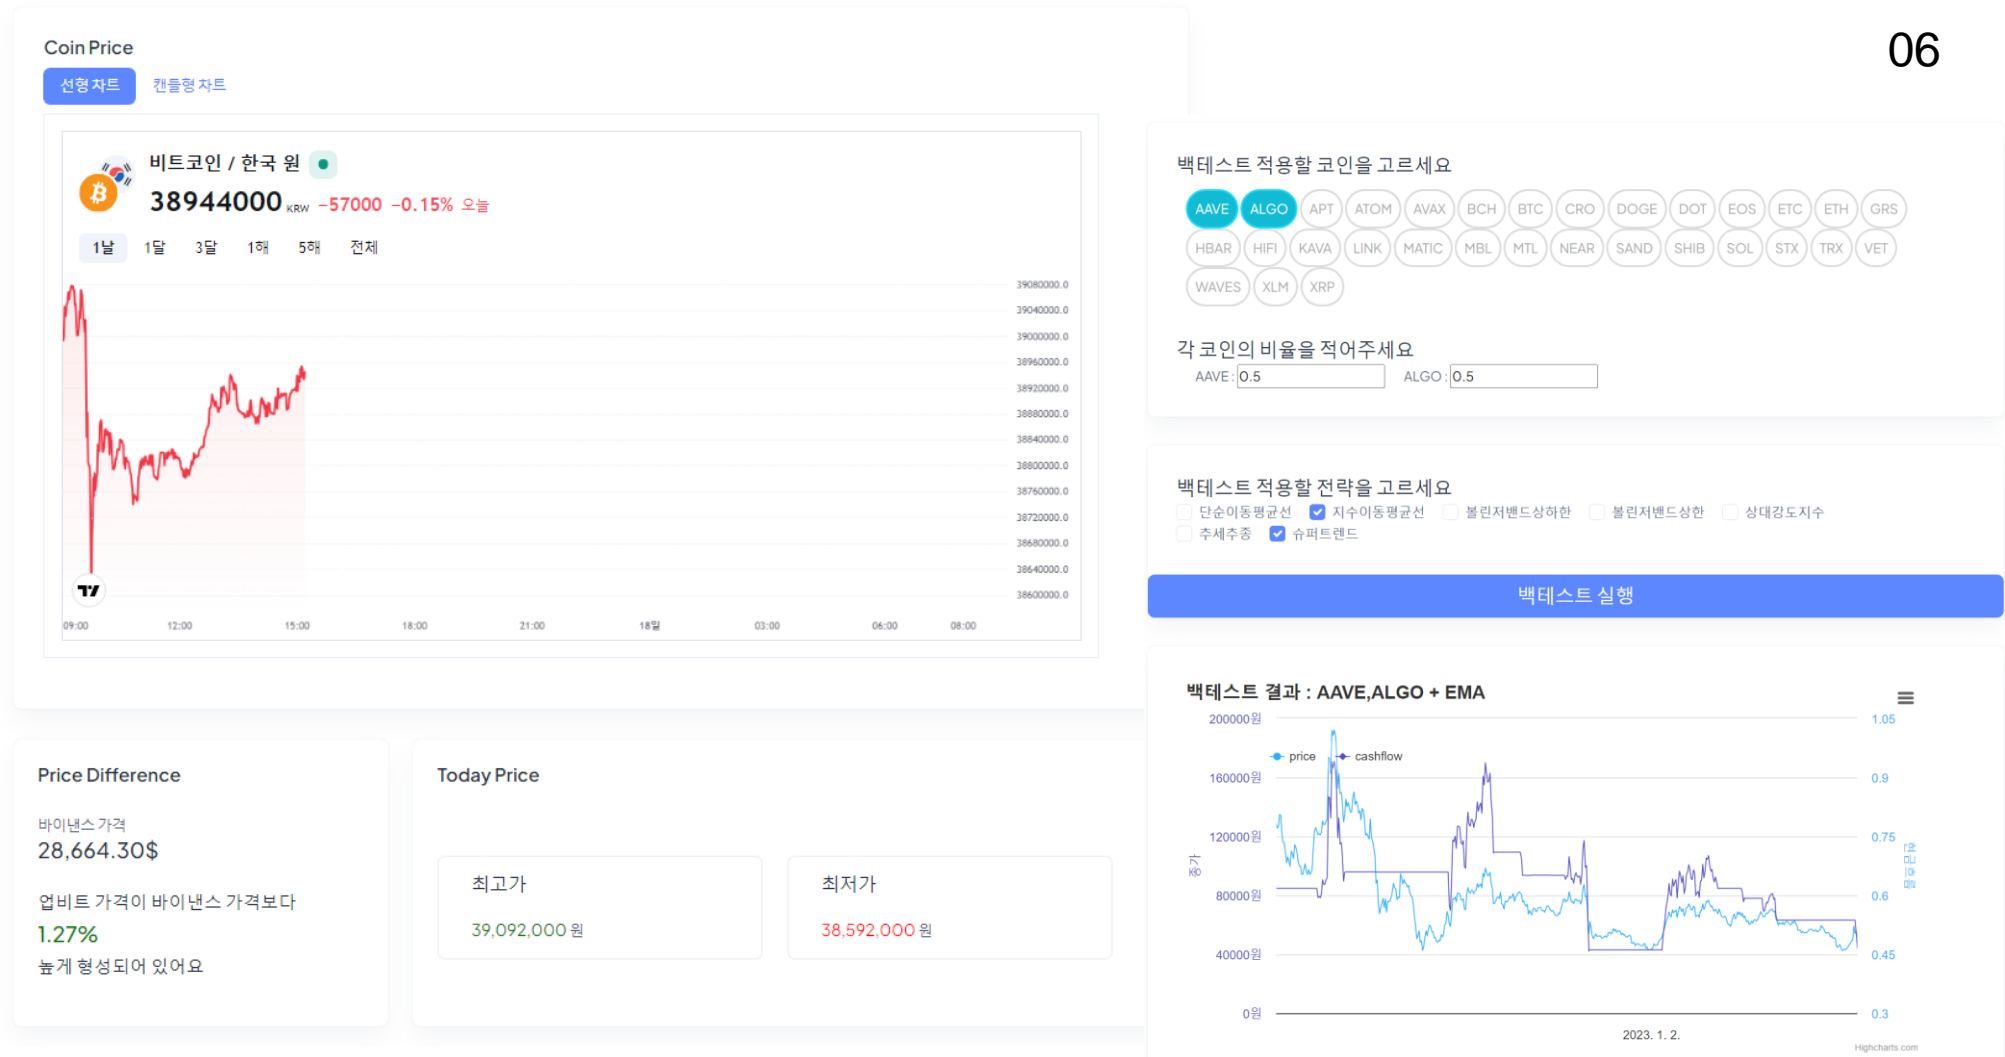 06
Coin Price
선형 차트 캔들형 차트
비트코인 / 한국 원
38944000 KRW −57000 −0.15% 오늘
1날 1달 3달 1해 5해 전체
39080000.0
39040000.0
39000000.0
38960000.0
38920000.0
38880000.0
38840000.0
38800000.0
38760000.0
38720000.0
38680000.0
38640000.0
38600000.0
09:00 12:00 15:00 18:00 21:00 18일 03:00 06:00 08:00
Price Difference
바이낸스 가격
28,664.30$
업비트 가격이 바이낸스 가격보다
1.27%
높게 형성되어 있어요
Today Price
최고가
39,092,000 원
최저가
38,592,000 원
백테스트 적용할 코인을 고르세요
AAVE ALGO APT ATOM AVAX BCH BTC CRO DOGE DOT EOS ETC ETH GRS
HBAR HIFI KAVA LINK MATIC MBL MTL NEAR SAND SHIB SOL STX TRX VET
WAVES XLM XRP
각 코인의 비율을 적어주세요
AAVE : 0.5 ALGO : 0.5
백테스트 적용할 전략을 고르세요
단순이동평균선 지수이동평균선 볼린저밴드상하한 볼린저밴드상한 상대강도지수
추세추종 슈퍼트렌드
백테스트 실행
백테스트 결과 : AAVE,ALGO + EMA
price cashflow
200000원
160000원
120000원
80000원
40000원
0원
종가
1.05
0.9
0.75
0.6
0.45
0.3
현금흐름
2023. 1. 2.
Highcharts.com